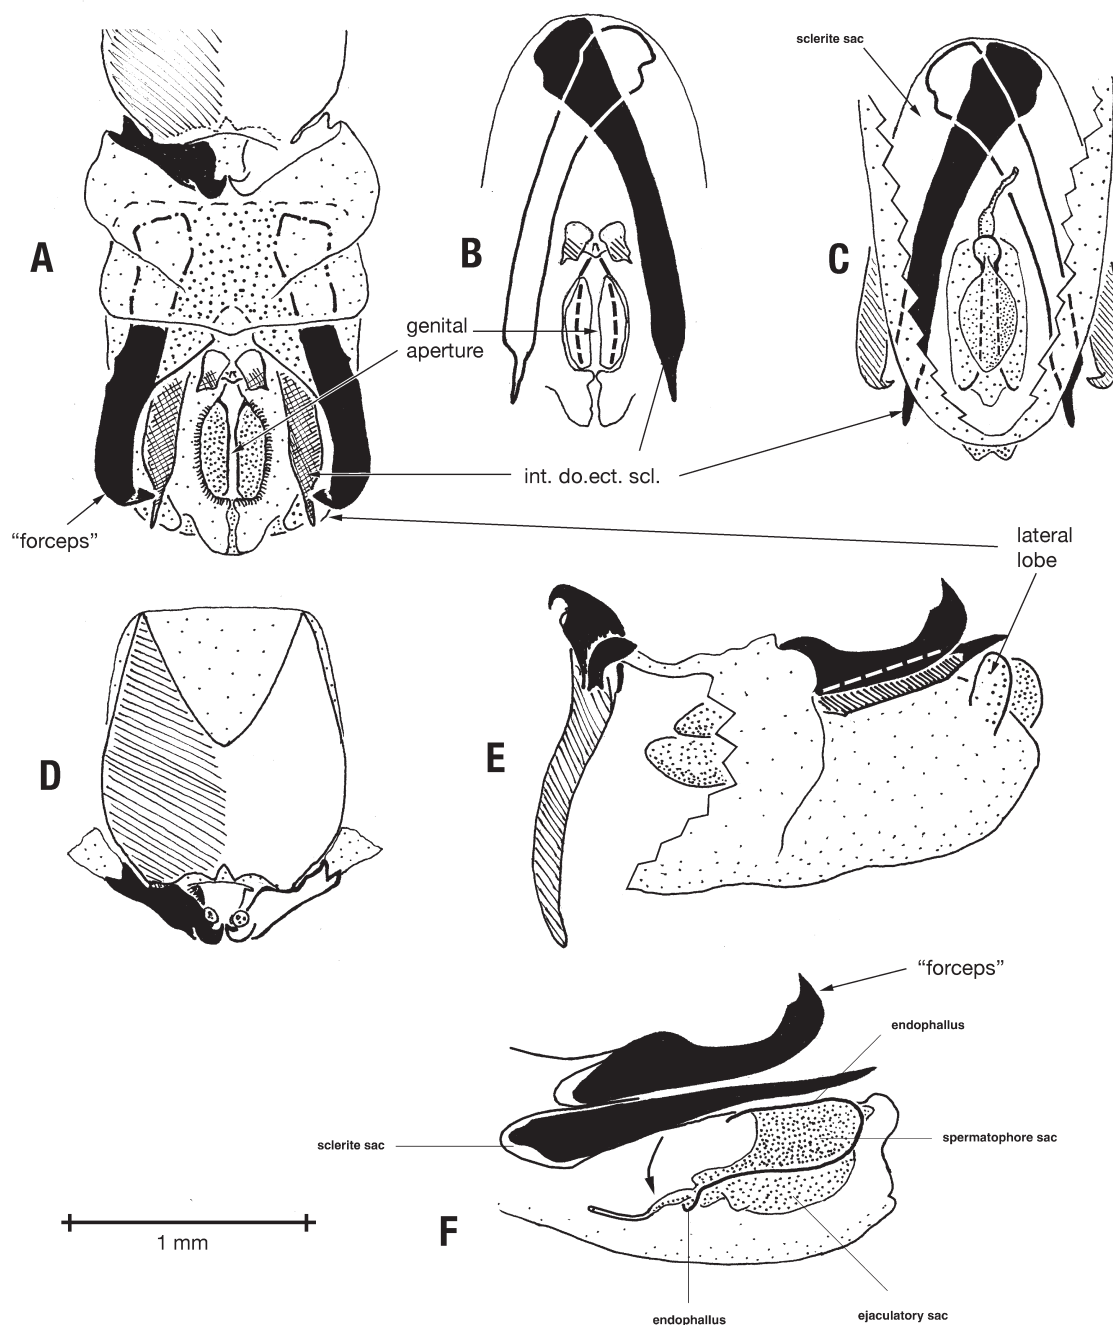 sclerite sac
A
B
C
genital
aperture
int. do.ect. scl.
“forceps”
lateral
lobe
D
E
“forceps”
endophallus
sclerite sac
spermatophore sac
1 mm
F
endophallus
ejaculatory sac